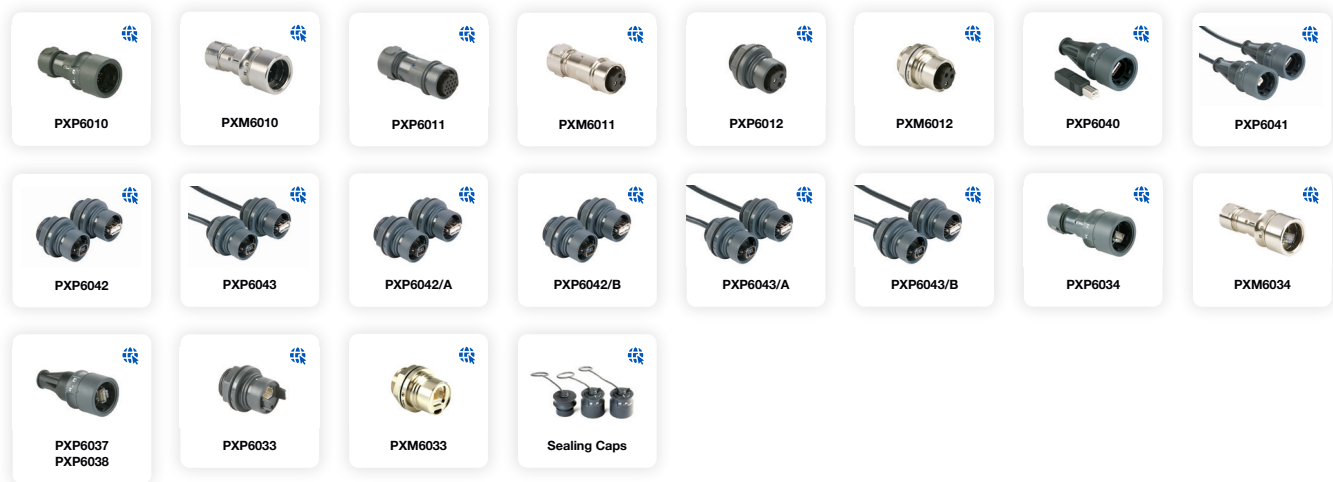 PXP6010
PXM6010
PXP6011
PXM6011
PXP6012
PXM6012
PXP6040
PXP6041
PXP6042
PXP6043
PXP6042/A
PXP6042/B
PXP6043/A
PXP6043/B
PXP6034
PXM6034
PXP6037
PXP6038
PXP6033
PXM6033
Sealing Caps